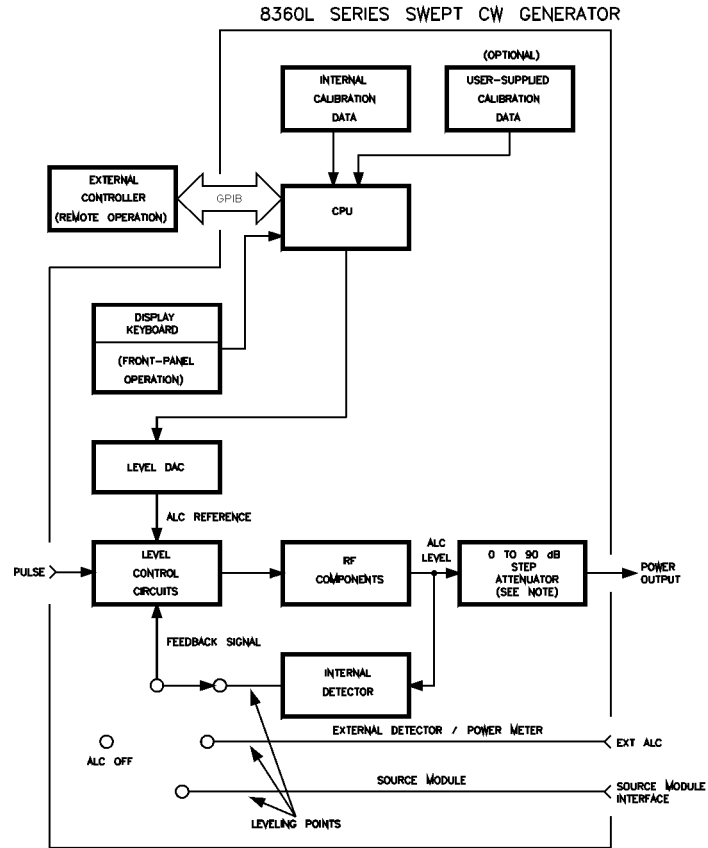 8360L SERIES SWEPT CW GENERATOR
(OPTIONAL)
INTERNAL
CALIBRATION
DATA
USER-SUPPLIED
CALIBRATION
DATA
EXTERNAL
CONTROLLER
(REMOTE OPERATION)
GPIB
CPU
DISPLAY
KEYBOARD
(FRONT-PANEL
OPERATION)
LEVEL DAC
ALC REFERENCE
PULSE
LEVEL
CONTROL
CIRCUITS
RF
COMPONENTS
ALC
LEVEL
0 TO 90 dB
STEP
ATTENUATOR
(SEE NOTE)
POWER
OUTPUT
FEEDBACK SIGNAL
INTERNAL
DETECTOR
EXTERNAL DETECTOR / POWER METER
EXT ALC
ALC OFF
SOURCE MODULE
SOURCE MODULE
INTERFACE
LEVELING POINTS